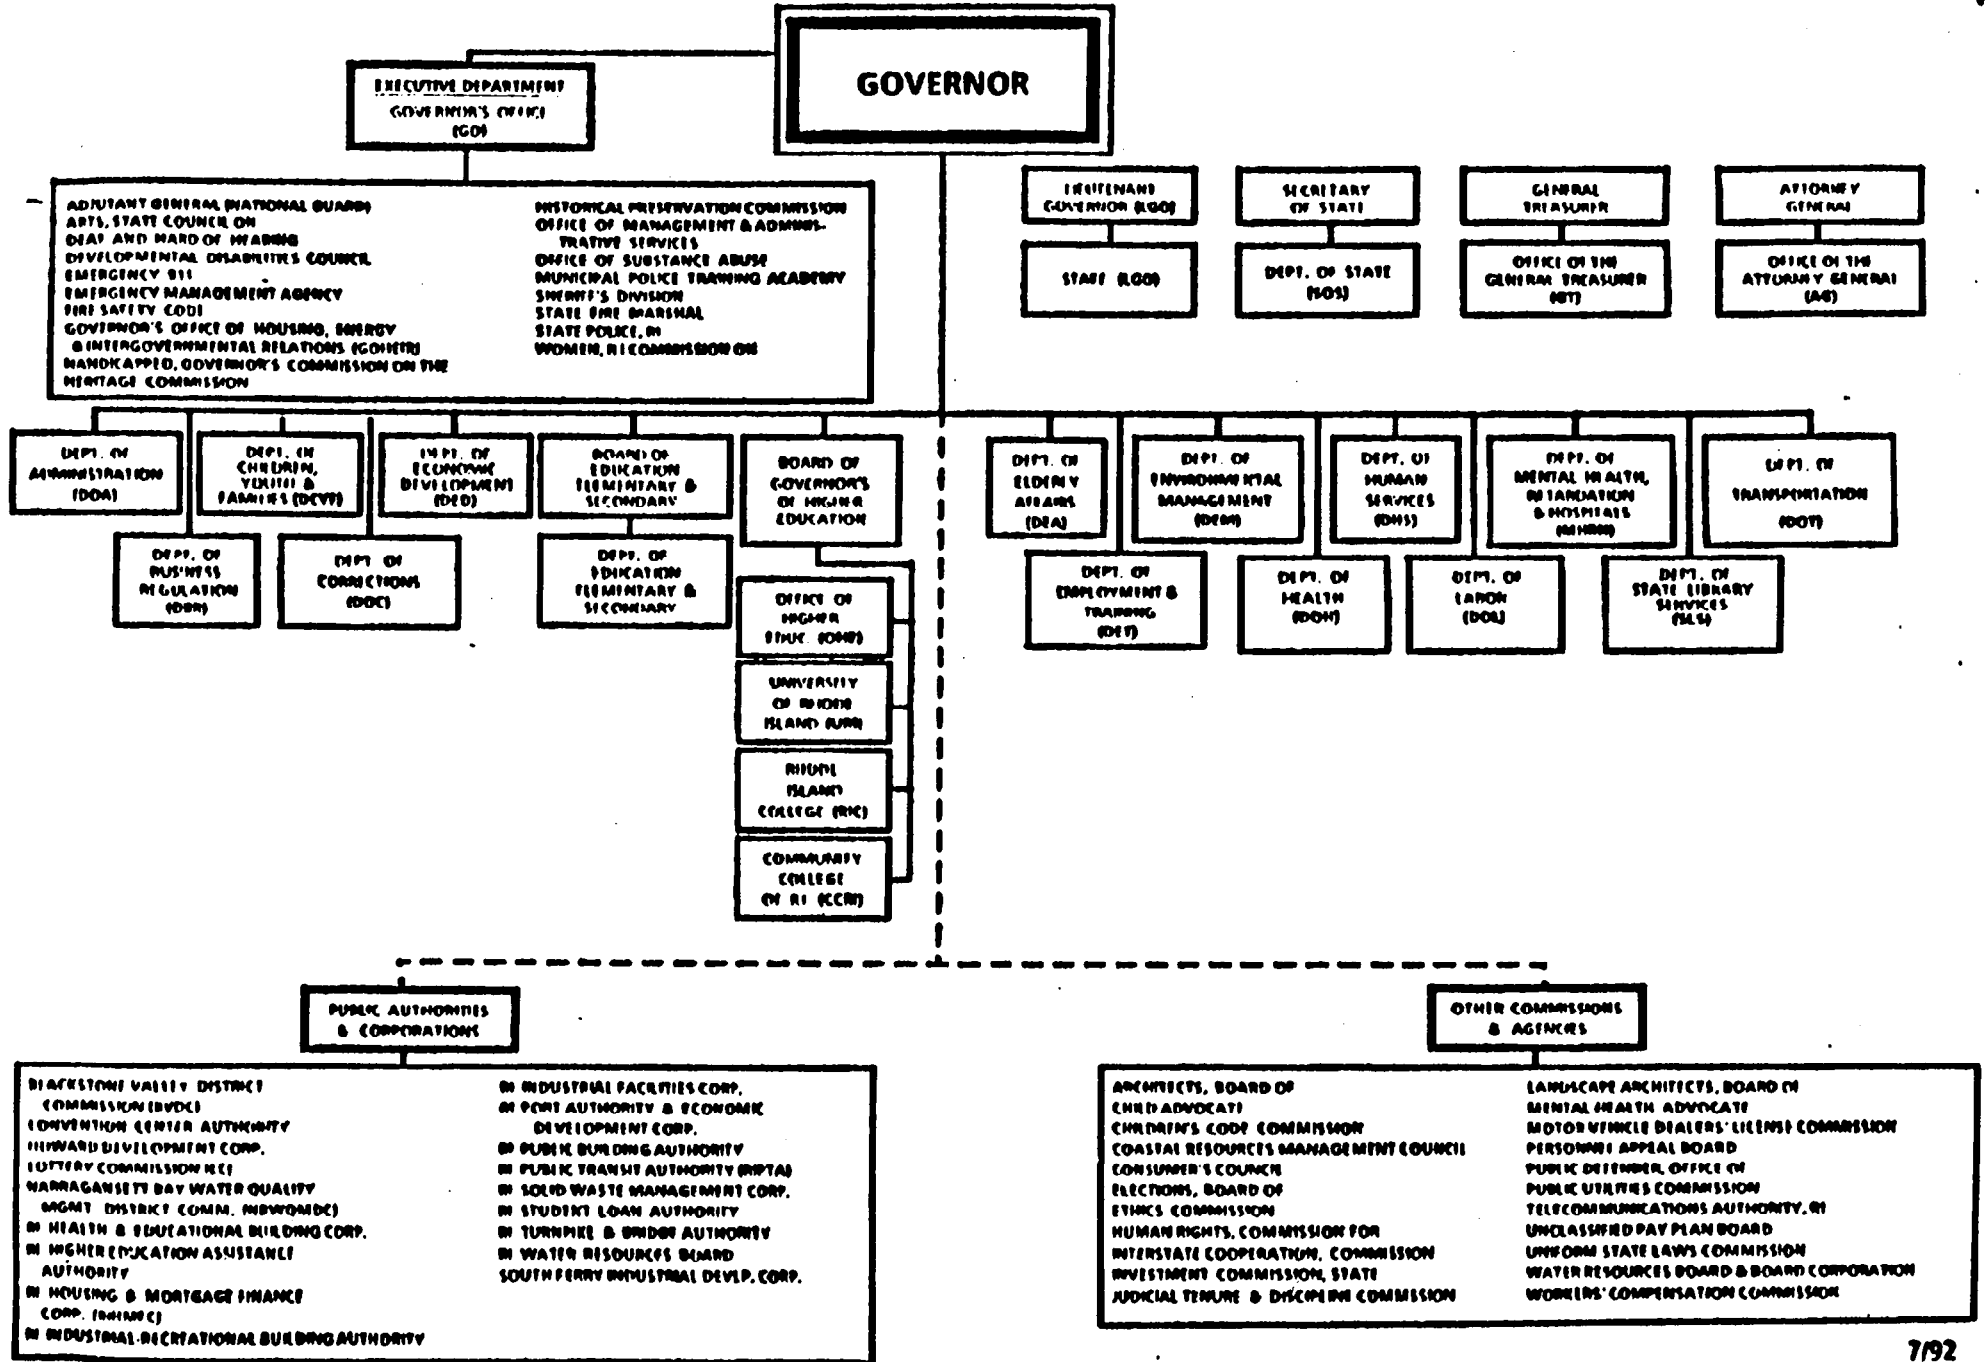 GOVERNOR
EXECUTIVE DEPARTMENT
GOVERNOR'S OFFICE
(GO)
ADJUTANT GENERAL (NATIONAL GUARD)
ARTS, STATE COUNCIL ON
DEAF AND HARD OF HEARING
DEVELOPMENTAL DISABILITIES COUNCIL
EMERGENCY 911
EMERGENCY MANAGEMENT AGENCY
FIRE SAFETY CODE
GOVERNOR'S OFFICE OF HOUSING, ENERGY
& INTERGOVERNMENTAL RELATIONS (GOHEIR)
HANDICAPPED, GOVERNOR'S COMMISSION ON THE
HERITAGE COMMISSION
HISTORICAL PRESERVATION COMMISSION
OFFICE OF MANAGEMENT & ADMINIS-
TRATIVE SERVICES
OFFICE OF SUBSTANCE ABUSE
MUNICIPAL POLICE TRAINING ACADEMY
SHERIFF'S DIVISION
STATE FIRE MARSHAL
STATE POLICE, RI
WOMEN, RI COMMISSION ON
LIEUTENANT
GOVERNOR (LGO)
STAFF (LGO)
SECRETARY
OF STATE
DEPT. OF STATE
(SOS)
GENERAL
TREASURER
OFFICE OF THE
GENERAL TREASURER
(GT)
ATTORNEY
GENERAL
OFFICE OF THE
ATTORNEY GENERAL
(AG)
DEPT. OF
ADMINISTRATION
(DOA)
DEPT. OF
CHILDREN,
YOUTH &
FAMILIES (DCYF)
DEPT. OF
ECONOMIC
DEVELOPMENT
(DED)
BOARD OF
EDUCATION
ELEMENTARY &
SECONDARY
BOARD OF
GOVERNOR'S
OF HIGHER
EDUCATION
DEPT. OF
ELDERLY
AFFAIRS
(DEA)
DEPT. OF
ENVIRONMENTAL
MANAGEMENT
(DEM)
DEPT. OF
HUMAN
SERVICES
(DHS)
DEPT. OF
MENTAL HEALTH,
RETARDATION
& HOSPITALS
(MHRH)
DEPT. OF
TRANSPORTATION
(DOT)
DEPT. OF
BUSINESS
REGULATION
(DBR)
DEPT. OF
CORRECTIONS
(DOC)
DEPT. OF
EDUCATION
ELEMENTARY &
SECONDARY
DEPT. OF
EMPLOYMENT &
TRAINING
(DET)
DEPT. OF
HEALTH
(DOH)
DEPT. OF
LABOR
(DOL)
DEPT. OF
STATE LIBRARY
SERVICES
(SLS)
OFFICE OF
HIGHER
EDUC. (OHE)
UNIVERSITY
OF RHODE
ISLAND (URI)
RHODE
ISLAND
COLLEGE (RIC)
COMMUNITY
COLLEGE
OF RI (CCRI)
PUBLIC AUTHORITIES
& CORPORATIONS
BLACKSTONE VALLEY DISTRICT
COMMISSION (BVDC)
CONVENTION CENTER AUTHORITY
HOWARD DEVELOPMENT CORP.
LOTTERY COMMISSION
NARRAGANSETT BAY WATER QUALITY
MGMT. DISTRICT COMM. (NBWQMDC)
RI HEALTH & EDUCATIONAL BUILDING CORP.
RI HIGHER EDUCATION ASSISTANCE
AUTHORITY
RI HOUSING & MORTGAGE FINANCE
CORP. (RIHMFC)
RI INDUSTRIAL-RECREATIONAL BUILDING AUTHORITY
RI INDUSTRIAL FACILITIES CORP.
RI PORT AUTHORITY & ECONOMIC
DEVELOPMENT CORP.
RI PUBLIC BUILDING AUTHORITY
RI PUBLIC TRANSIT AUTHORITY (RIPTA)
RI SOLID WASTE MANAGEMENT CORP.
RI STUDENT LOAN AUTHORITY
RI TURNPIKE & BRIDGE AUTHORITY
RI WATER RESOURCES BOARD
SOUTH FERRY INDUSTRIAL DEVLP. CORP.
OTHER COMMISSIONS
& AGENCIES
ARCHITECTS, BOARD OF
CHILD ADVOCATE
CHILDREN'S CODE COMMISSION
COASTAL RESOURCES MANAGEMENT COUNCIL
CONSUMER'S COUNCIL
ELECTIONS, BOARD OF
ETHICS COMMISSION
HUMAN RIGHTS, COMMISSION FOR
INTERSTATE COOPERATION, COMMISSION
INVESTMENT COMMISSION, STATE
JUDICIAL TENURE & DISCIPLINE COMMISSION
LANDSCAPE ARCHITECTS, BOARD OF
MENTAL HEALTH ADVOCATE
MOTOR VEHICLE DEALERS' LICENSE COMMISSION
PERSONNEL APPEAL BOARD
PUBLIC DEFENDER, OFFICE OF
PUBLIC UTILITIES COMMISSION
TELECOMMUNICATIONS AUTHORITY, RI
UNCLASSIFIED PAY PLAN BOARD
UNIFORM STATE LAWS COMMISSION
WATER RESOURCES BOARD & BOARD CORPORATION
WORKERS' COMPENSATION COMMISSION
7/92